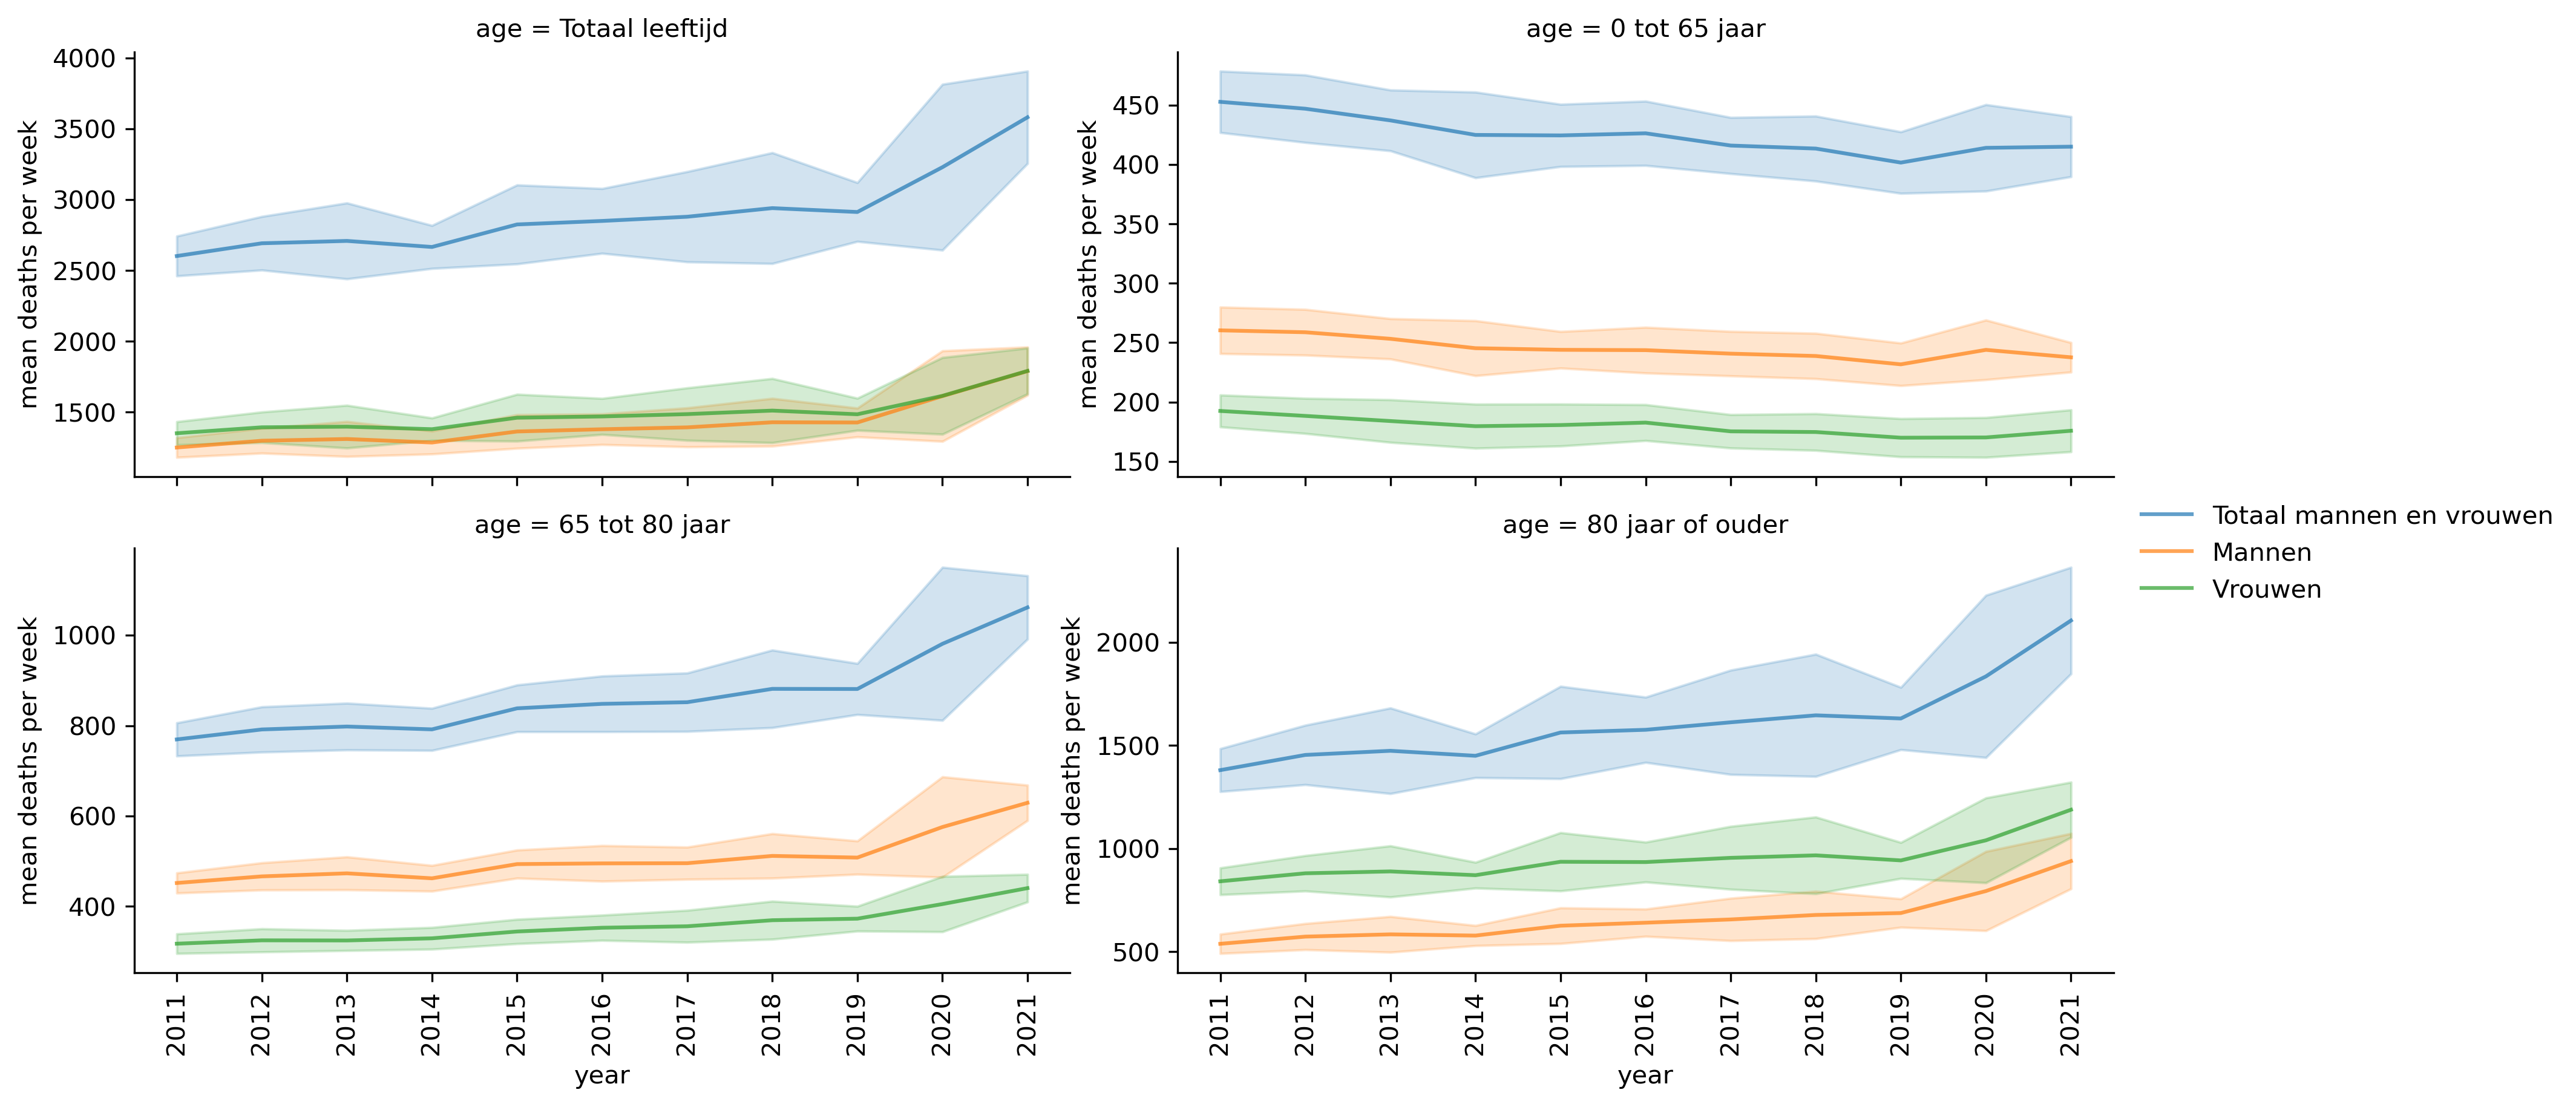 age = Totaal leeftijd
4000
3500
3000
2500
2000
1500
mean deaths per week
age = 0 tot 65 jaar
450
400
350
300
250
200
150
mean deaths per week
age = 65 tot 80 jaar
1000
800
600
400
mean deaths per week
2011 2012 2013 2014 2015 2016 2017 2018 2019 2020 2021
year
age = 80 jaar of ouder
2000
1500
1000
500
mean deaths per week
2011 2012 2013 2014 2015 2016 2017 2018 2019 2020 2021
year
Totaal mannen en vrouwen
Mannen
Vrouwen